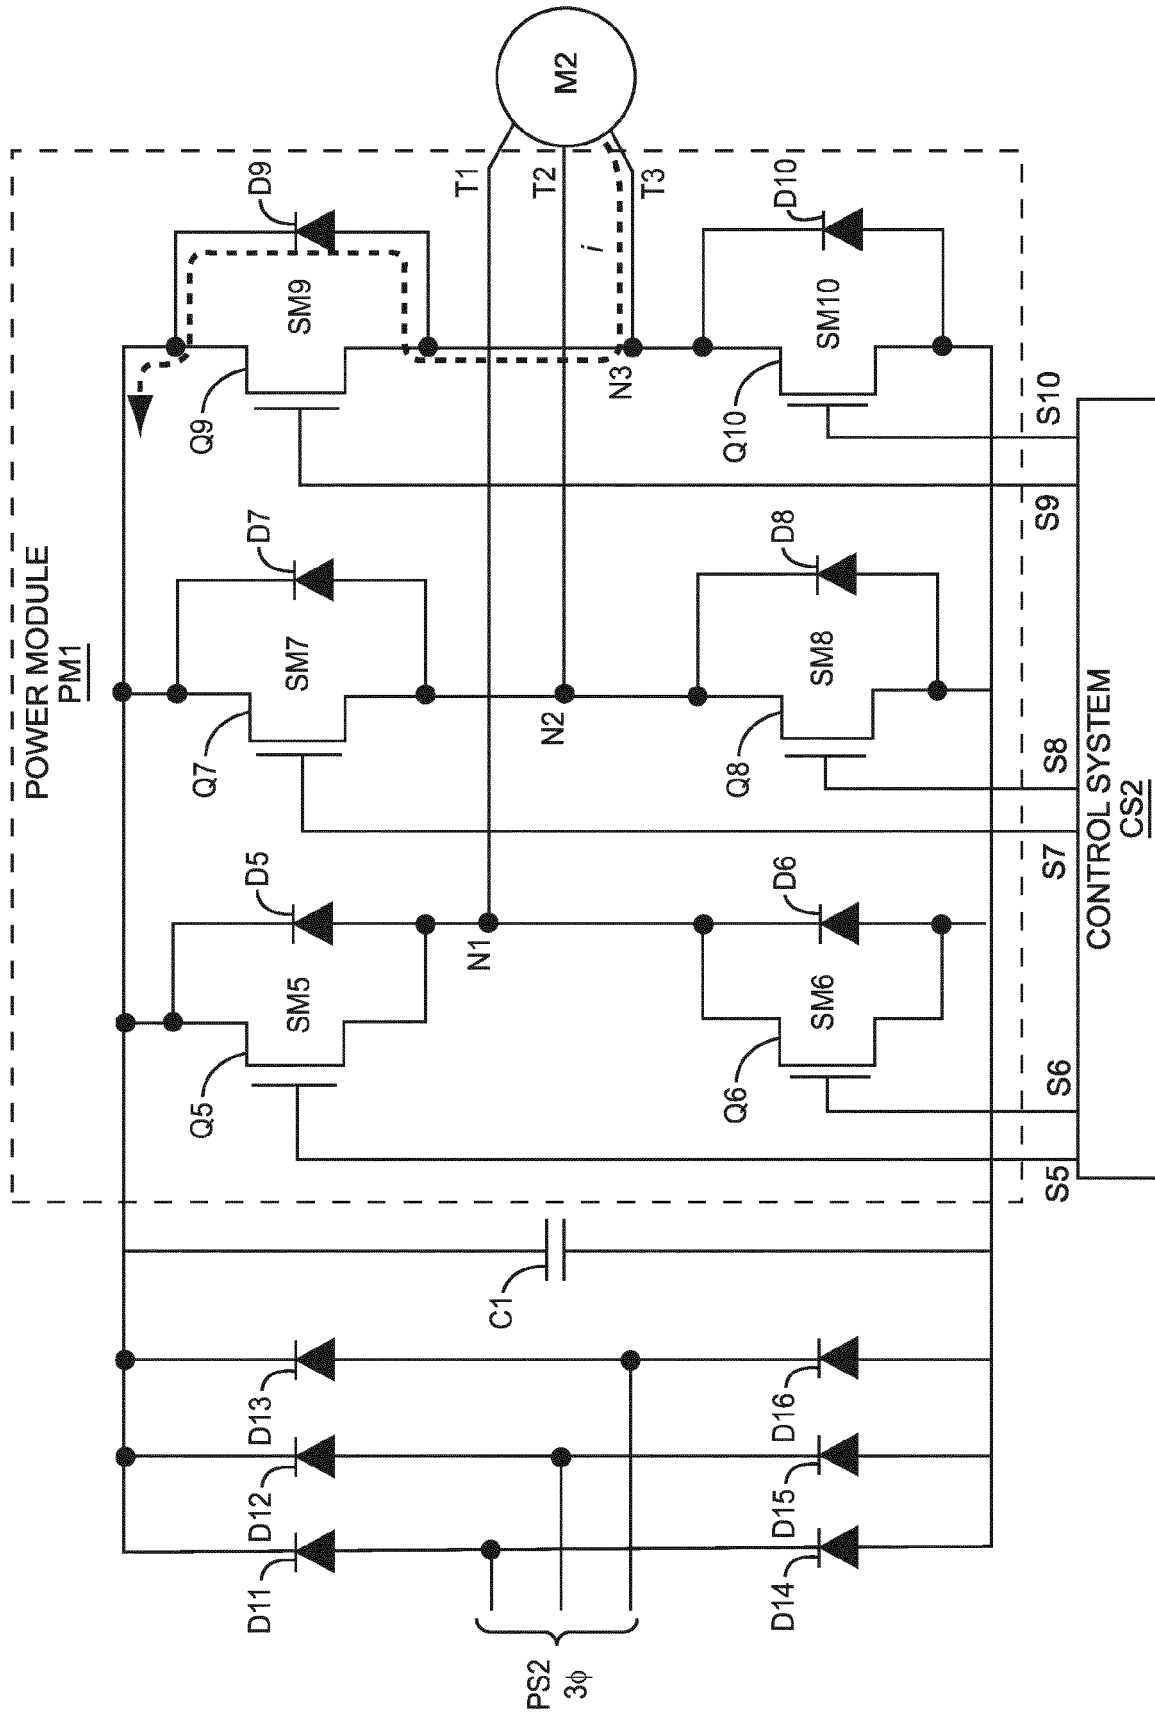 POWER MODULE
PM1
M2
T1
T2
T3
D9
SM9
Q9
i
N3
D10
SM10
Q10
S10
S9
D7
SM7
Q7
N2
D8
SM8
Q8
S8
S7
CONTROL SYSTEM
CS2
D5
SM5
Q5
N1
D6
SM6
Q6
S6
S5
C1
D13
D12
D11
D16
D15
D14
PS2
3ϕ